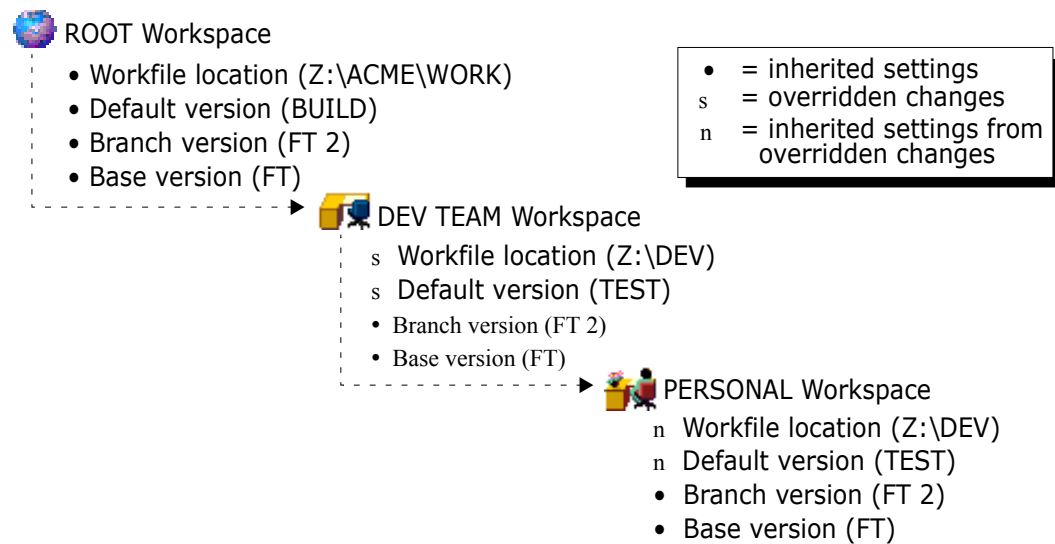 ROOT Workspace
• Workfile location (Z:\ACME\WORK)
• Default version (BUILD)
• Branch version (FT 2)
• Base version (FT)
• = inherited settings
s = overridden changes
n = inherited settings from
overridden changes
DEV TEAM Workspace
s Workfile location (Z:\DEV)
s Default version (TEST)
• Branch version (FT 2)
• Base version (FT)
PERSONAL Workspace
n Workfile location (Z:\DEV)
n Default version (TEST)
• Branch version (FT 2)
• Base version (FT)